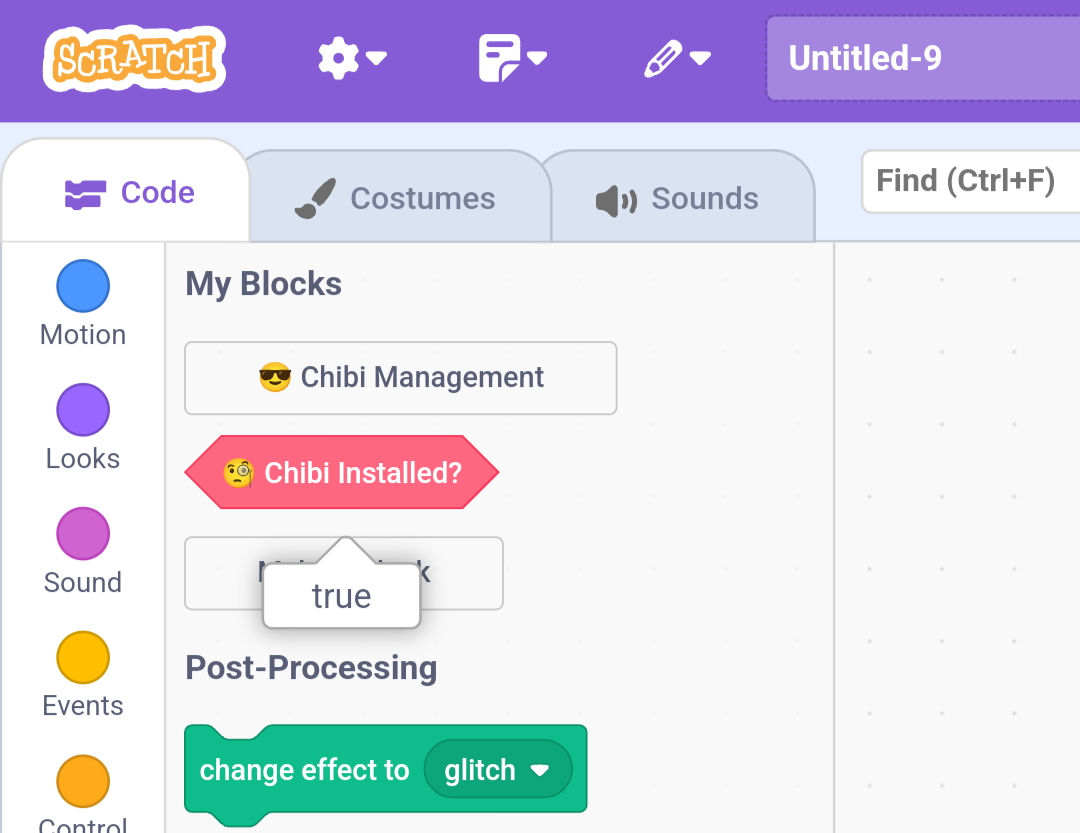 SCRATCH
Untitled-9
Code
Costumes
Sounds
Find (Ctrl+F)
Motion
Looks
Sound
Events
Control
My Blocks
😎 Chibi Management
🧐 Chibi Installed?
true
Post-Processing
change effect to glitch